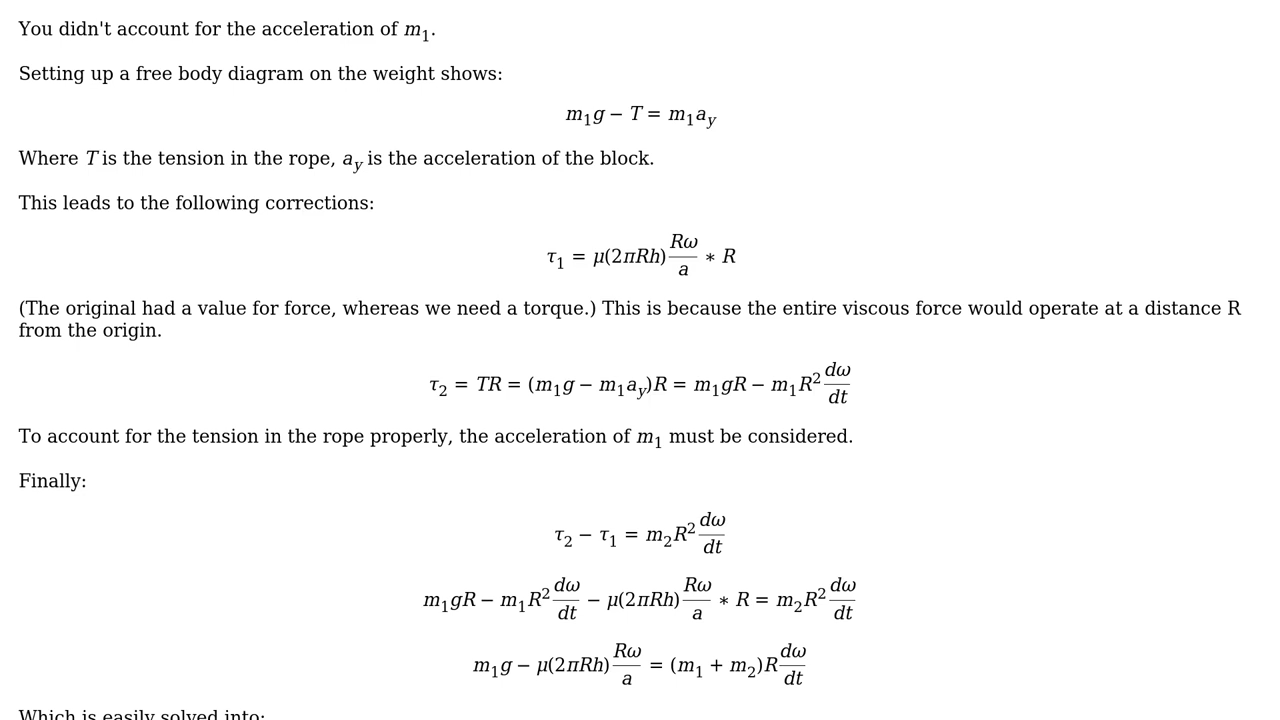 You didn't account for the acceleration of m₁.
Setting up a free body diagram on the weight shows:
m₁g − T = m₁a_y
Where T is the tension in the rope, a_y is the acceleration of the block.
This leads to the following corrections:
τ₁ = μ(2πRh) Rω/a ∗ R
(The original had a value for force, whereas we need a torque.) This is because the entire viscous force would operate at a distance R
from the origin.
τ₂ = TR = (m₁g − m₁a_y)R = m₁gR − m₁R² dω/dt
To account for the tension in the rope properly, the acceleration of m₁ must be considered.
Finally:
τ₂ − τ₁ = m₂R² dω/dt
m₁gR − m₁R² dω/dt − μ(2πRh) Rω/a ∗ R = m₂R² dω/dt
m₁g − μ(2πRh) Rω/a = (m₁ + m₂)R dω/dt
Which is easily solved into: